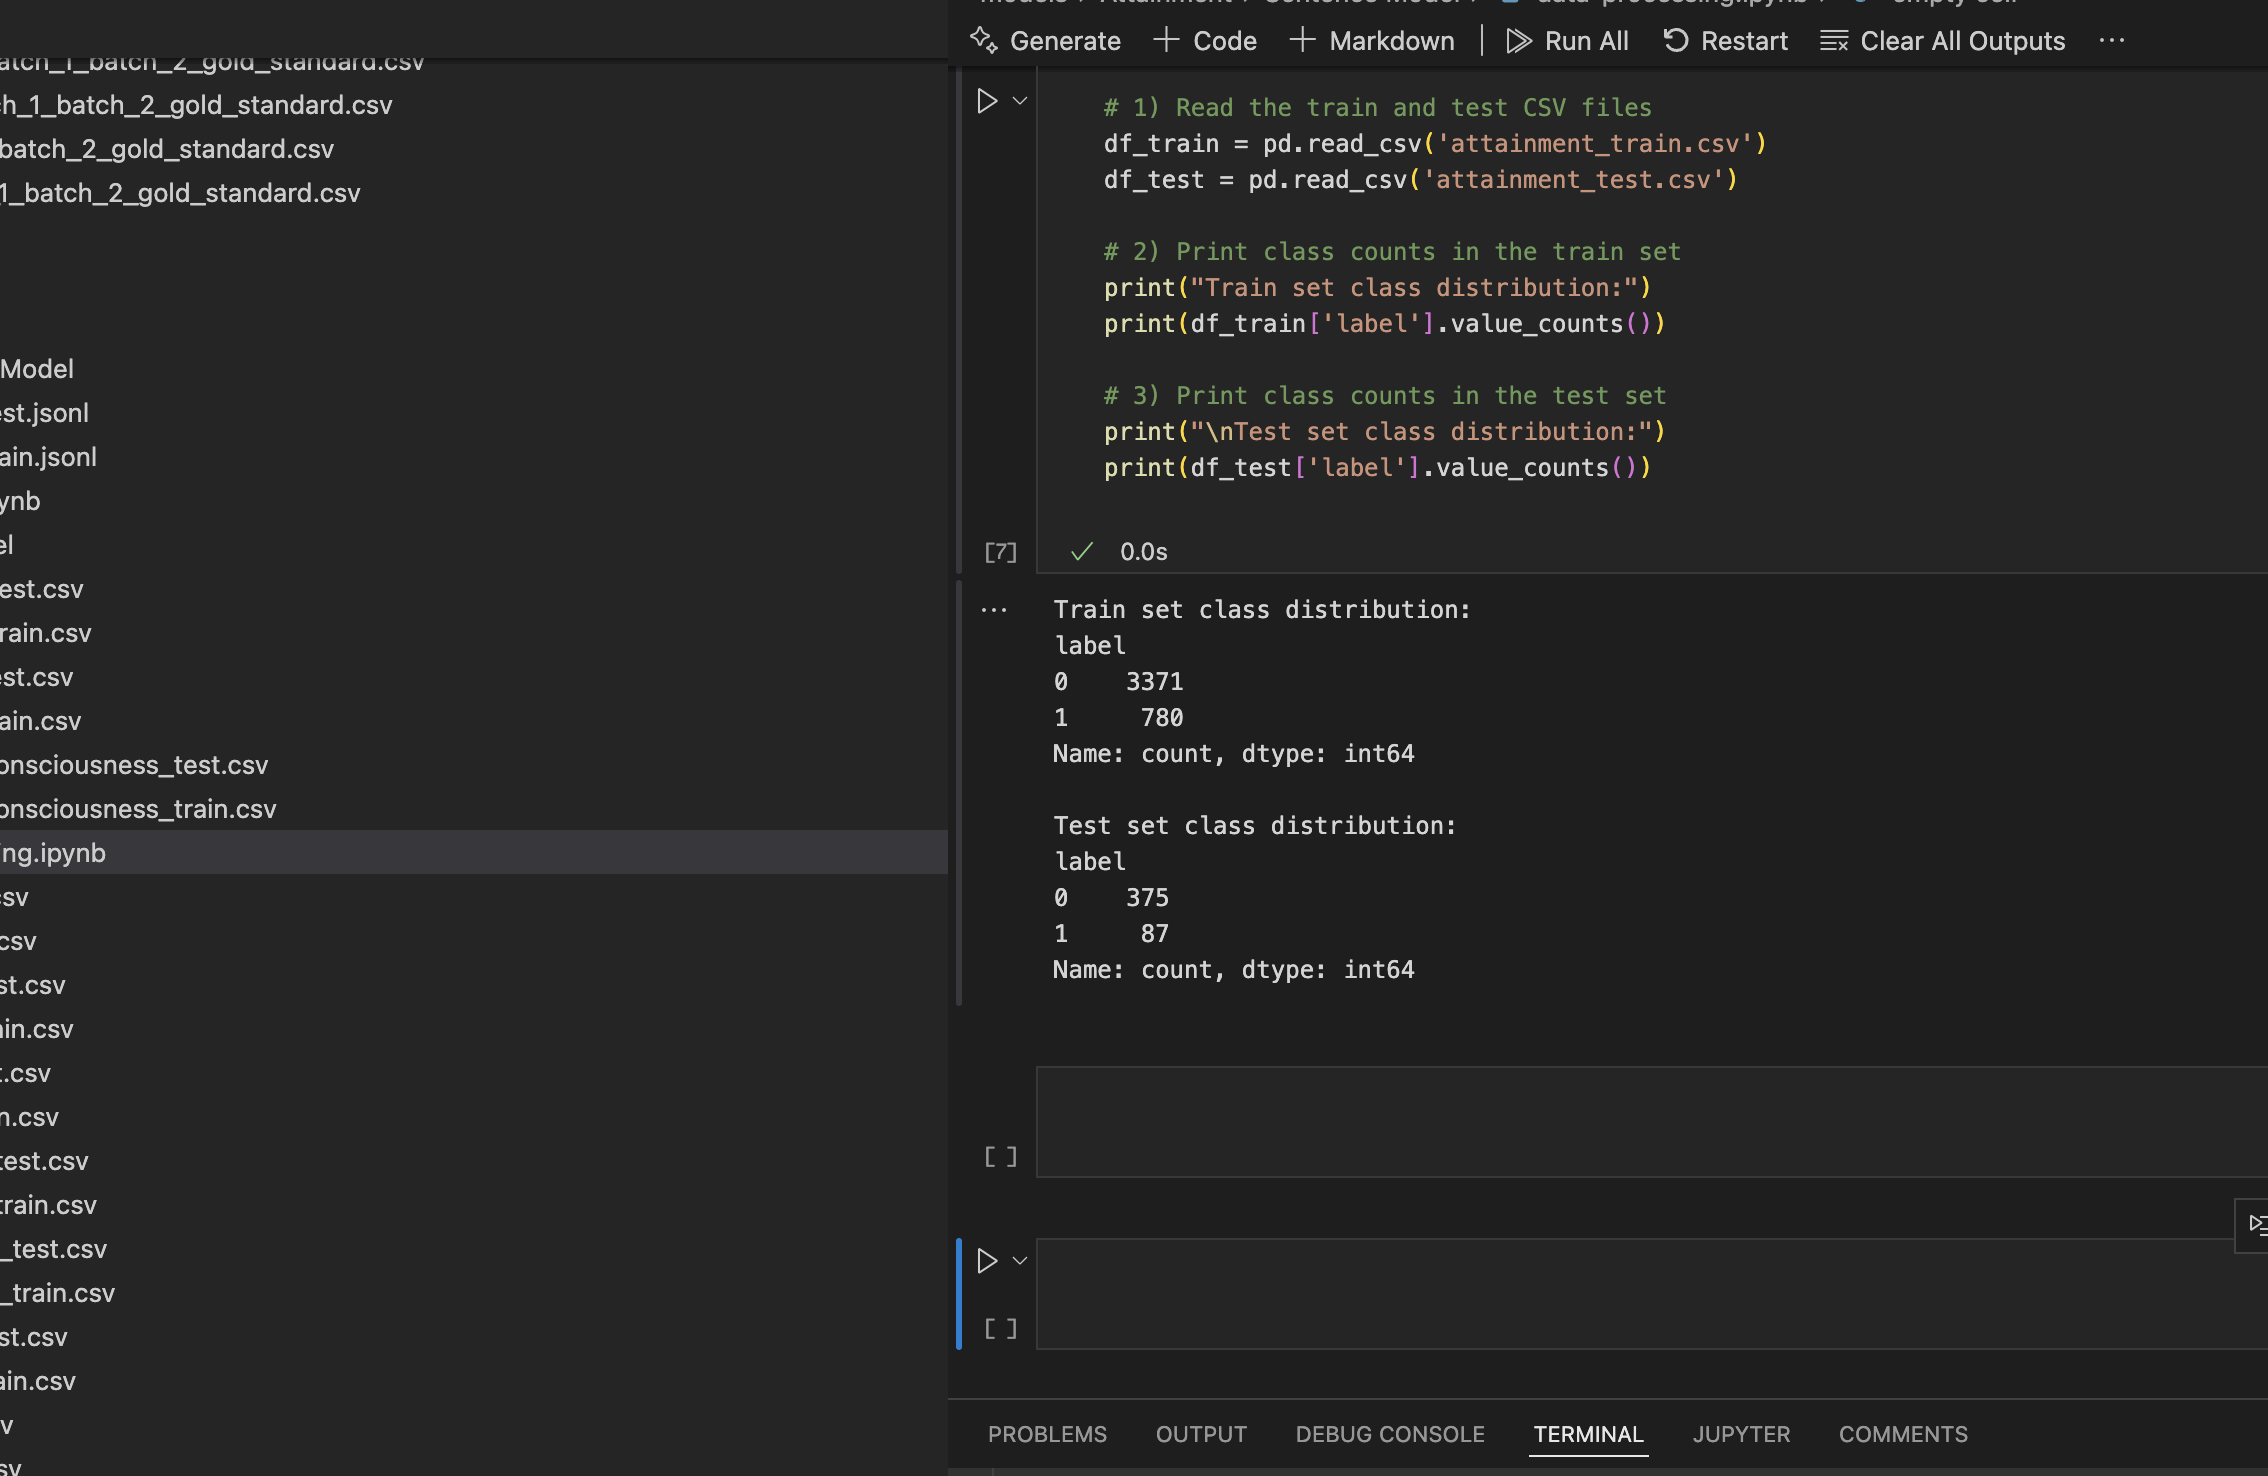 atch_1_batch_2_gold_standard.csv
ch_1_batch_2_gold_standard.csv
batch_2_gold_standard.csv
1_batch_2_gold_standard.csv
Model
est.jsonl
ain.jsonl
ynb
el
est.csv
rain.csv
est.csv
ain.csv
onsciousness_test.csv
onsciousness_train.csv
ing.ipynb
csv
csv
st.csv
in.csv
t.csv
n.csv
test.csv
train.csv
_test.csv
_train.csv
st.csv
ain.csv
v
sv
Generate + Code + Markdown | Run All Restart Clear All Outputs ...
# 1) Read the train and test CSV files
df_train = pd.read_csv('attainment_train.csv')
df_test = pd.read_csv('attainment_test.csv')
# 2) Print class counts in the train set
print("Train set class distribution:")
print(df_train['label'].value_counts())
# 3) Print class counts in the test set
print("\nTest set class distribution:")
print(df_test['label'].value_counts())
[7] 0.0s
... Train set class distribution:
label
0 3371
1 780
Name: count, dtype: int64
Test set class distribution:
label
0 375
1 87
Name: count, dtype: int64
[ ]
[ ]
PROBLEMS OUTPUT DEBUG CONSOLE TERMINAL JUPYTER COMMENTS